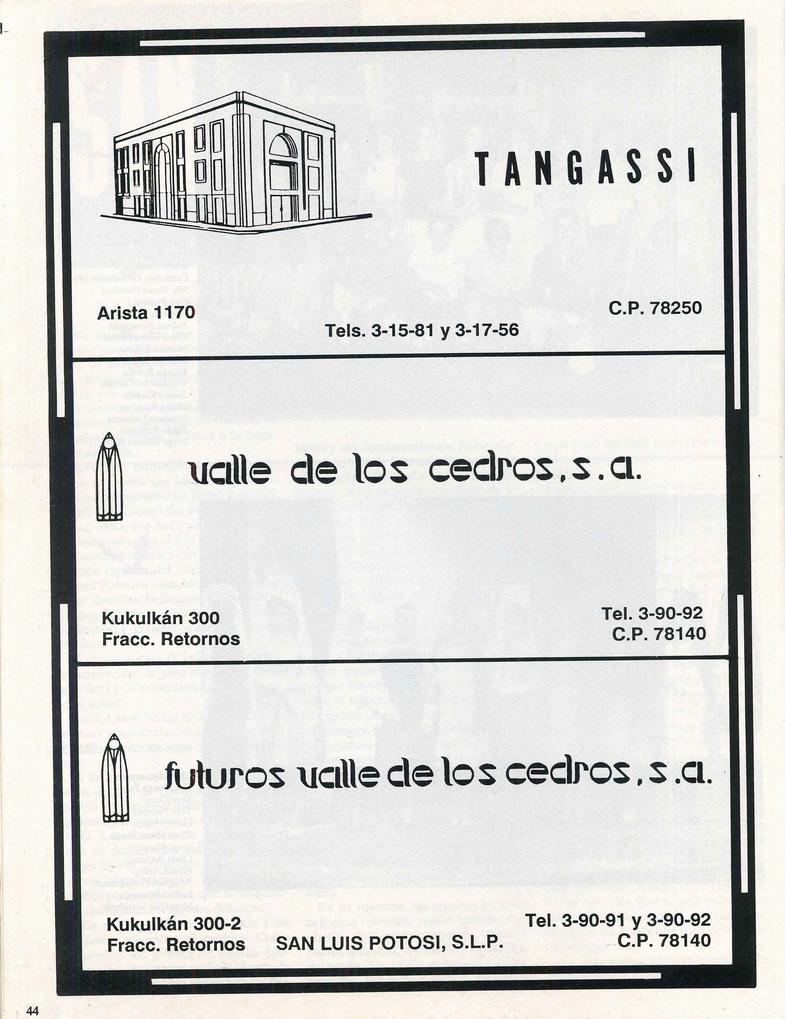 TANGASSI
Arista 1170
C.P. 78250
Tels. 3-15-81 y 3-17-56
valle de los cedros, s.a.
Kukulkán 300
Fracc. Retornos
Tel. 3-90-92
C.P. 78140
futuros valle de los cedros, s.a.
Kukulkán 300-2
Fracc. Retornos
SAN LUIS POTOSI, S.L.P.
Tel. 3-90-91 y 3-90-92
C.P. 78140
44